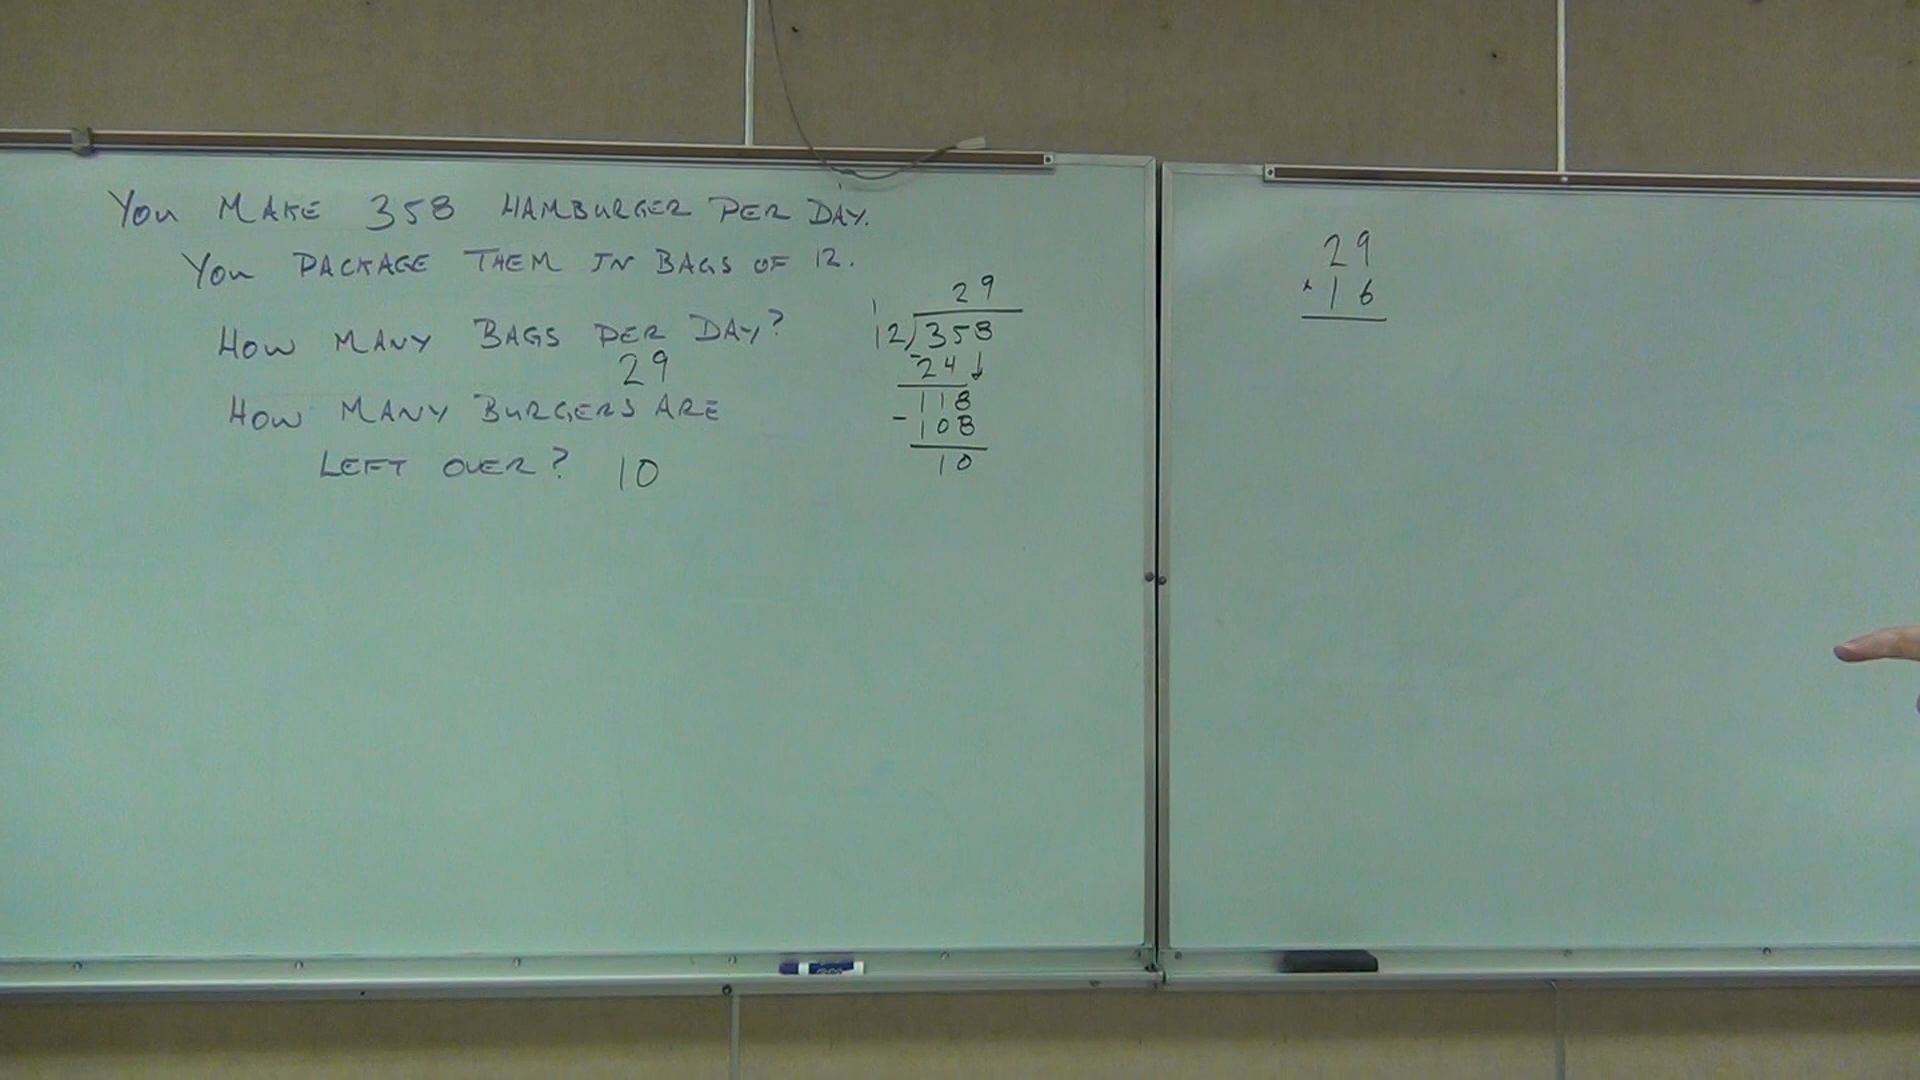 You MAKE 358 HAMBURGER PER DAY.
You PACKAGE THEM IN BAGS OF 12.
HOW MANY BAGS PER DAY?
29
HOW MANY BURGERS ARE
LEFT OVER? 10
29
1
12)358
-24↓
118
-108
10
29
×16